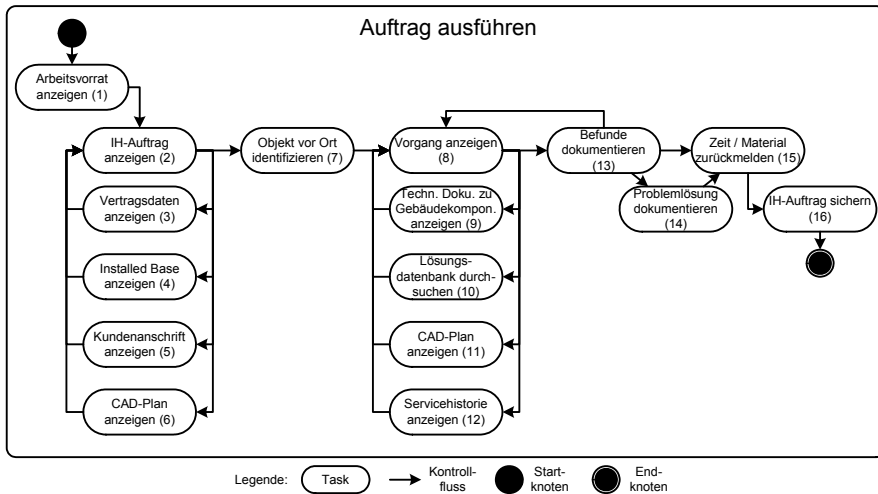 Auftrag ausführen
Arbeitsvorrat
anzeigen (1)
IH-Auftrag
anzeigen (2)
Vertragsdaten
anzeigen (3)
Installed Base
anzeigen (4)
Kundenanschrift
anzeigen (5)
CAD-Plan
anzeigen (6)
Objekt vor Ort
identifizieren (7)
Vorgang anzeigen
(8)
Techn. Doku. zu
Gebäudekompon.
anzeigen (9)
Lösungs-
datenbank durch-
suchen (10)
CAD-Plan
anzeigen (11)
Servicehistorie
anzeigen (12)
Befunde
dokumentieren
(13)
Problemlösung
dokumentieren
(14)
Zeit / Material
zurückmelden (15)
IH-Auftrag sichern
(16)
Legende:
Task
Kontroll-
fluss
Start-
knoten
End-
knoten